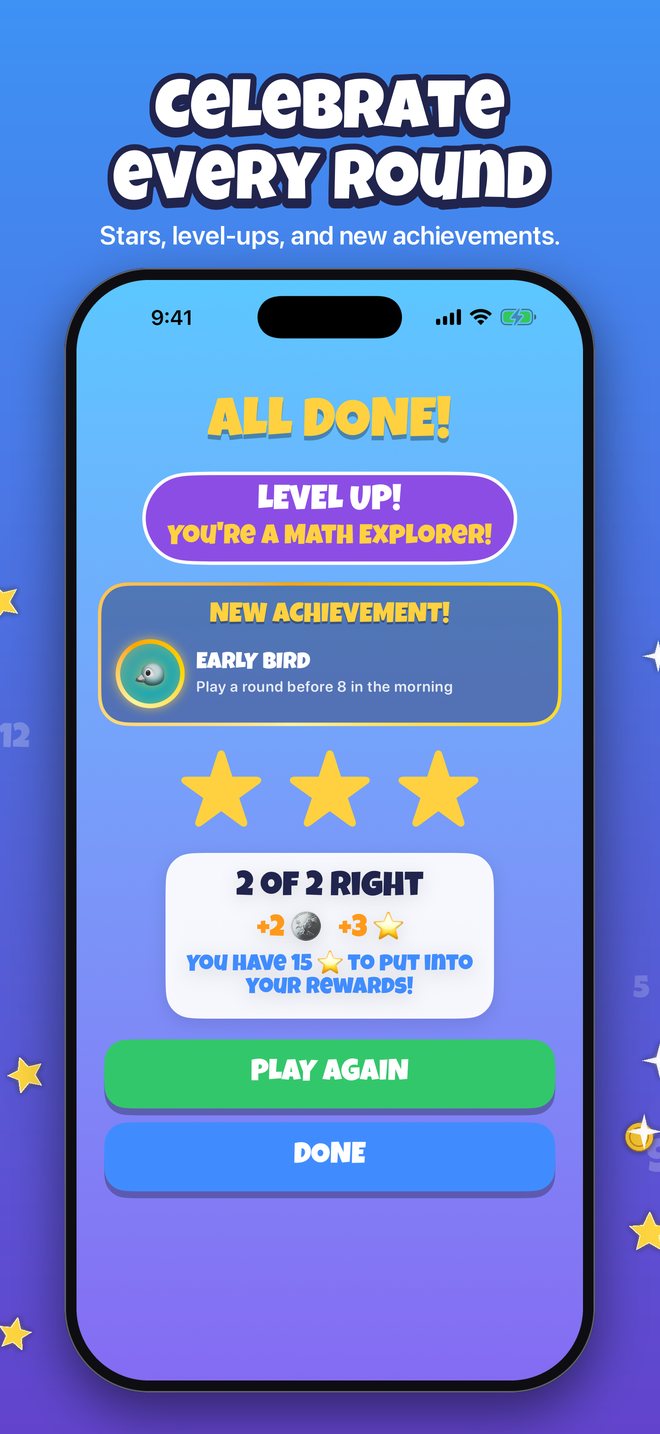 CELEBRATE
EVERY ROUND
Stars, level-ups, and new achievements.
9:41
ALL DONE!
LEVEL UP!
YOU'RE A MATH EXPLORER!
NEW ACHIEVEMENT!
EARLY BIRD
Play a round before 8 in the morning
12
2 OF 2 RIGHT
+2 +3
YOU HAVE 15 ⭐ TO PUT INTO
YOUR REWARDS!
5
PLAY AGAIN
DONE